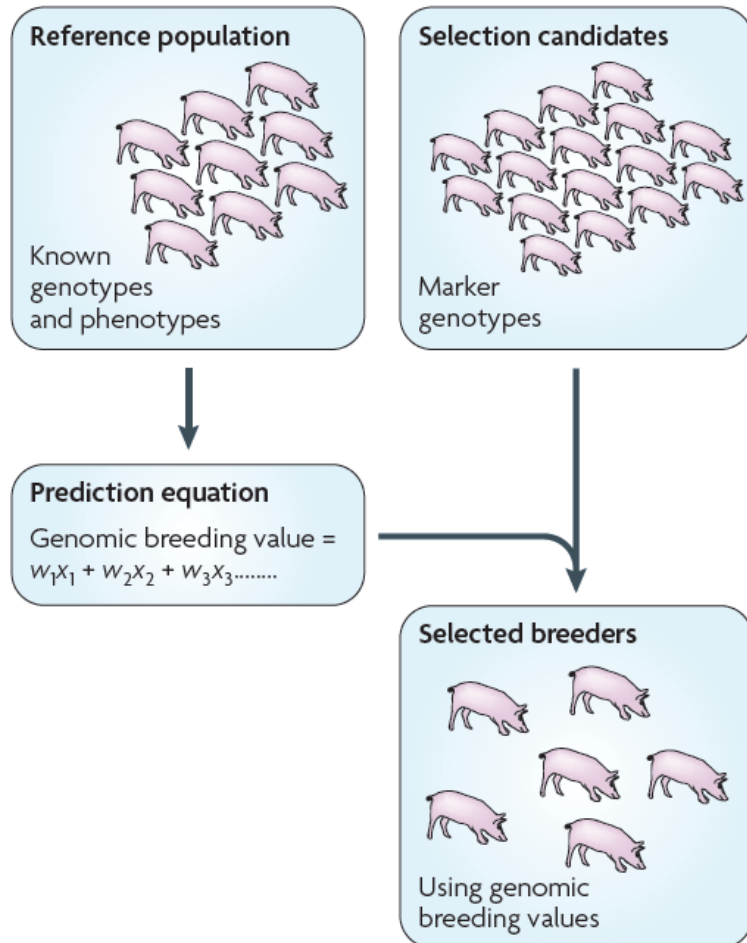 Reference population
Known
genotypes
and phenotypes
Selection candidates
Marker
genotypes
Prediction equation
Genomic breeding value =
w₁x₁ + w₂x₂ + w₃x₃........
Selected breeders
Using genomic
breeding values